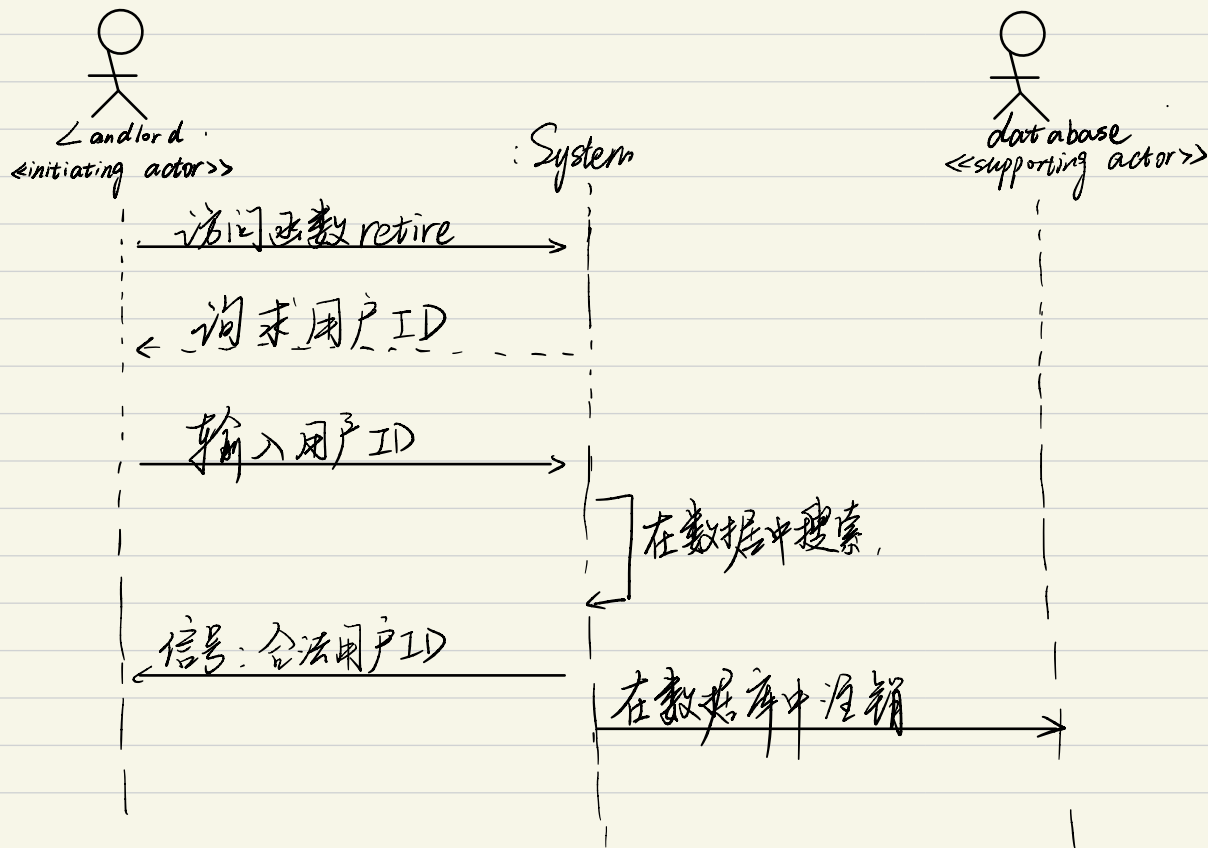 Landlord
<<initiating actor>>
: System
database
<<supporting actor>>
访问函数retire
询求用户ID
输入用户ID
在数据中搜索
信号:合法用户ID
在数据库中注销